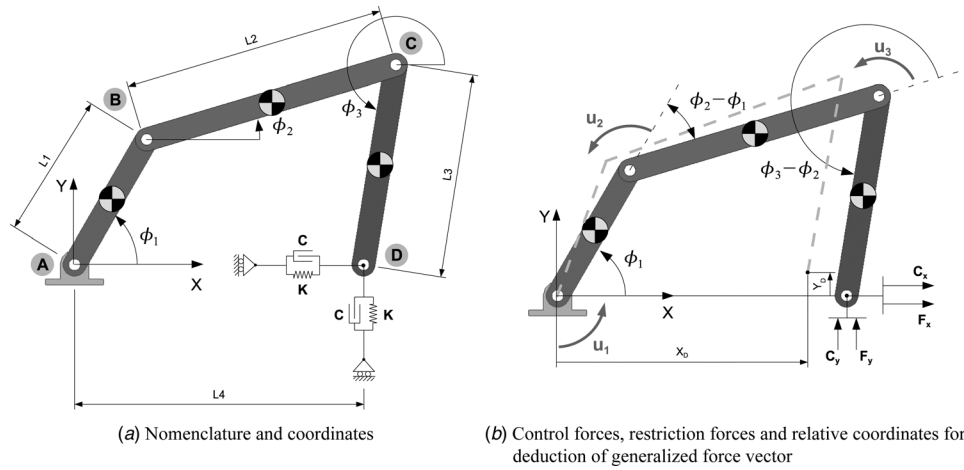 L2
C
B
ϕ3
ϕ2
L1
L3
Y
ϕ1
A
X
C
K
D
C
K
L4
(a) Nomenclature and coordinates
u3
ϕ2−ϕ1
u2
ϕ3−ϕ2
Y
ϕ1
YD
Cx
X
Fx
u1
XD
Cy
Fy
(b) Control forces, restriction forces and relative coordinates for
deduction of generalized force vector